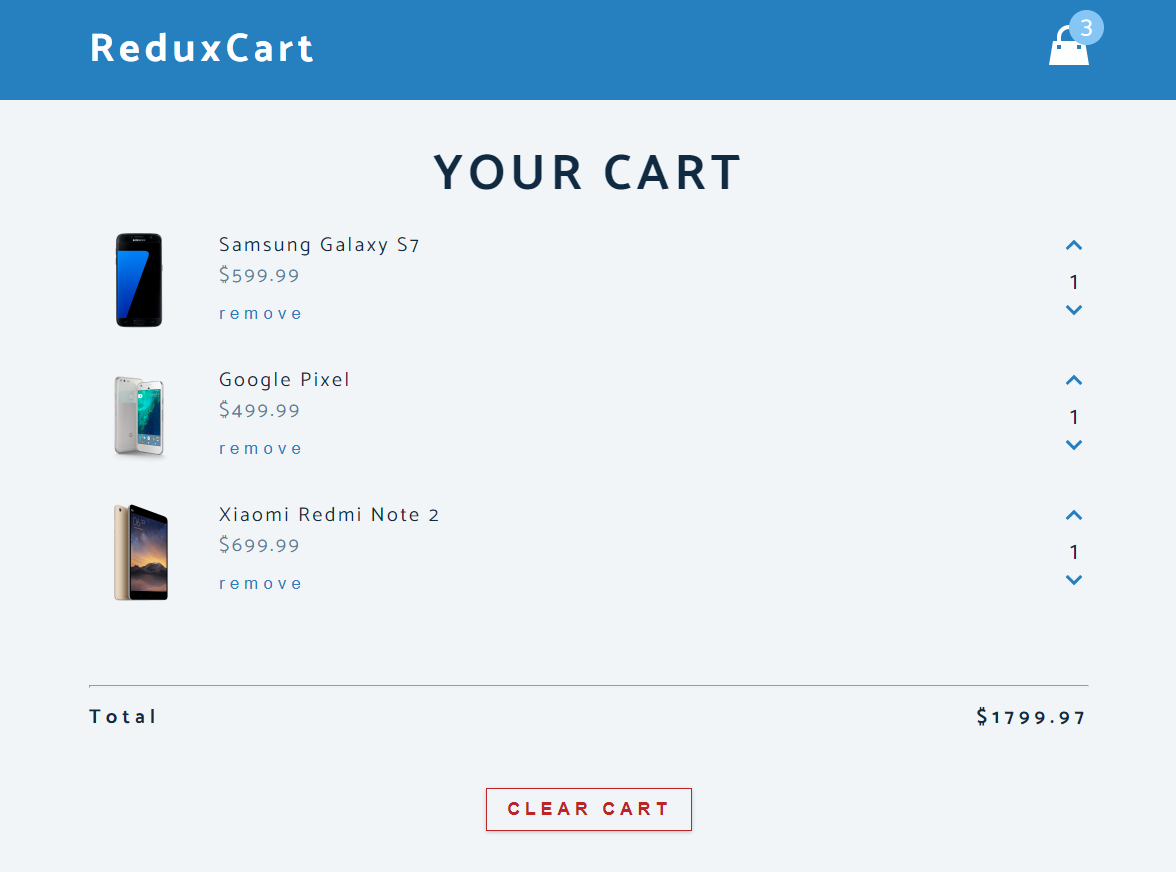 ReduxCart
3
YOUR CART
Samsung Galaxy S7
$599.99
remove
1
Google Pixel
$499.99
remove
1
Xiaomi Redmi Note 2
$699.99
remove
1
Total
$1799.97
CLEAR CART